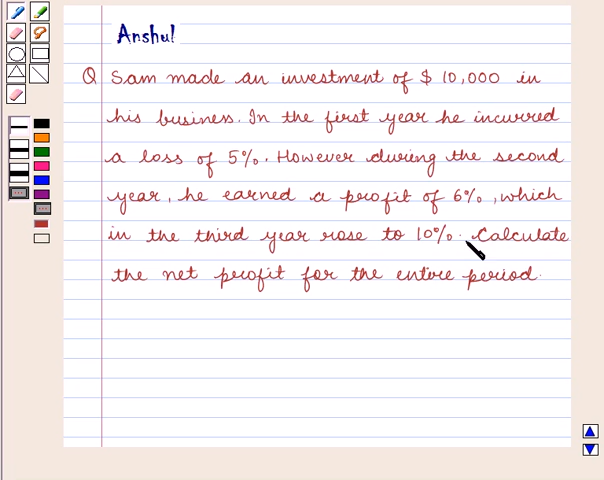 Anshul
Q Sam made an investment of $ 10,000 in
his business. In the first year he incurred
a loss of 5%. However during the second
year, he earned a profit of 6%, which
in the third year rose to 10%. Calculate
the net profit for the entire period.